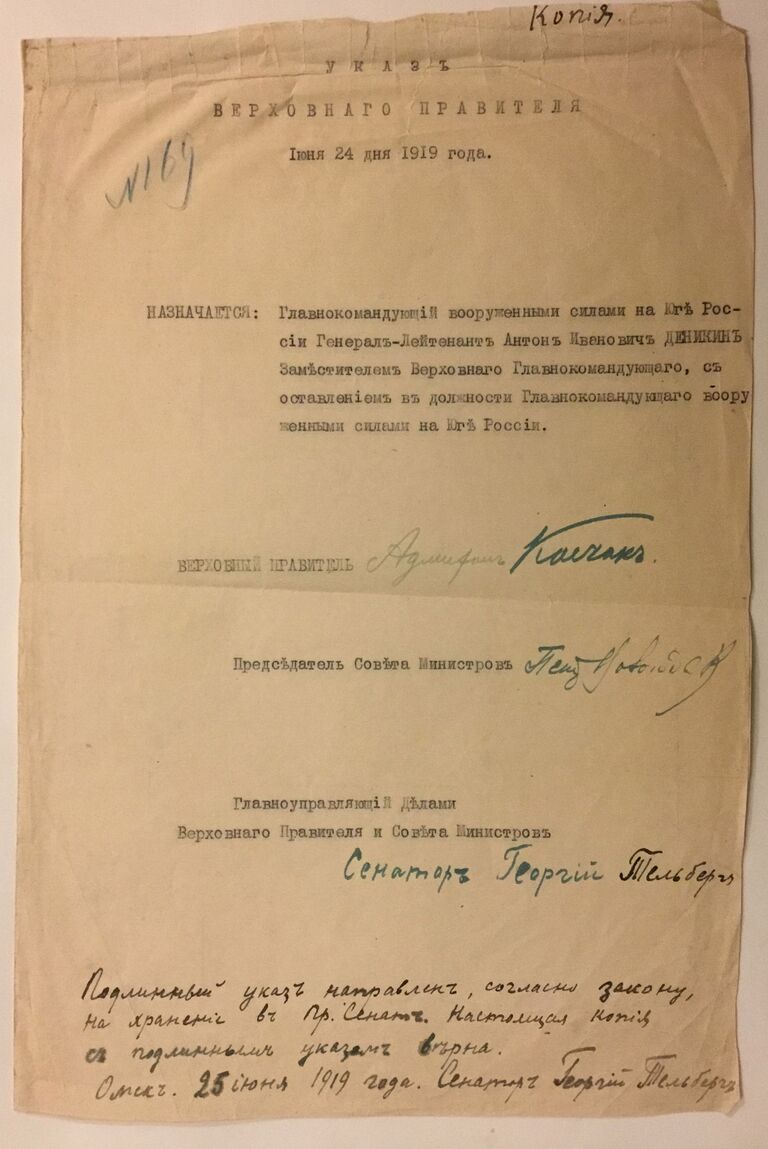 Копія.
УКАЗЪ
ВЕРХОВНАГО ПРАВИТЕЛЯ
Іюня 24 дня 1919 года.
№169
НАЗНАЧАЕТСЯ: Главнокомандующій вооруженными силами на Югѣ Рос-
сіи Генералъ-Лейтенантъ Антонъ Ивановичъ ДЕНИКИНЪ
Замѣстителемъ Верховнаго Главнокомандующаго, съ
оставленіемъ въ должности Главнокомандующаго воору
женными силами на Югѣ Россіи.
ВЕРХОВНЫЙ ПРАВИТЕЛЬ Адмиралъ Колчакъ.
Предсѣдатель Совѣта Министровъ
Главноуправляющій Дѣлами
Верховнаго Правителя и Совѣта Министровъ
Сенаторъ Георгій Тельбергъ
Подлинный указъ направленъ, согласно закону,
на храненіе въ Пр. Сенатъ. Настоящая копія
съ подлиннымъ указомъ вѣрна.
Омскъ. 25 іюня 1919 года. Сенаторъ Георгій Тельбергъ